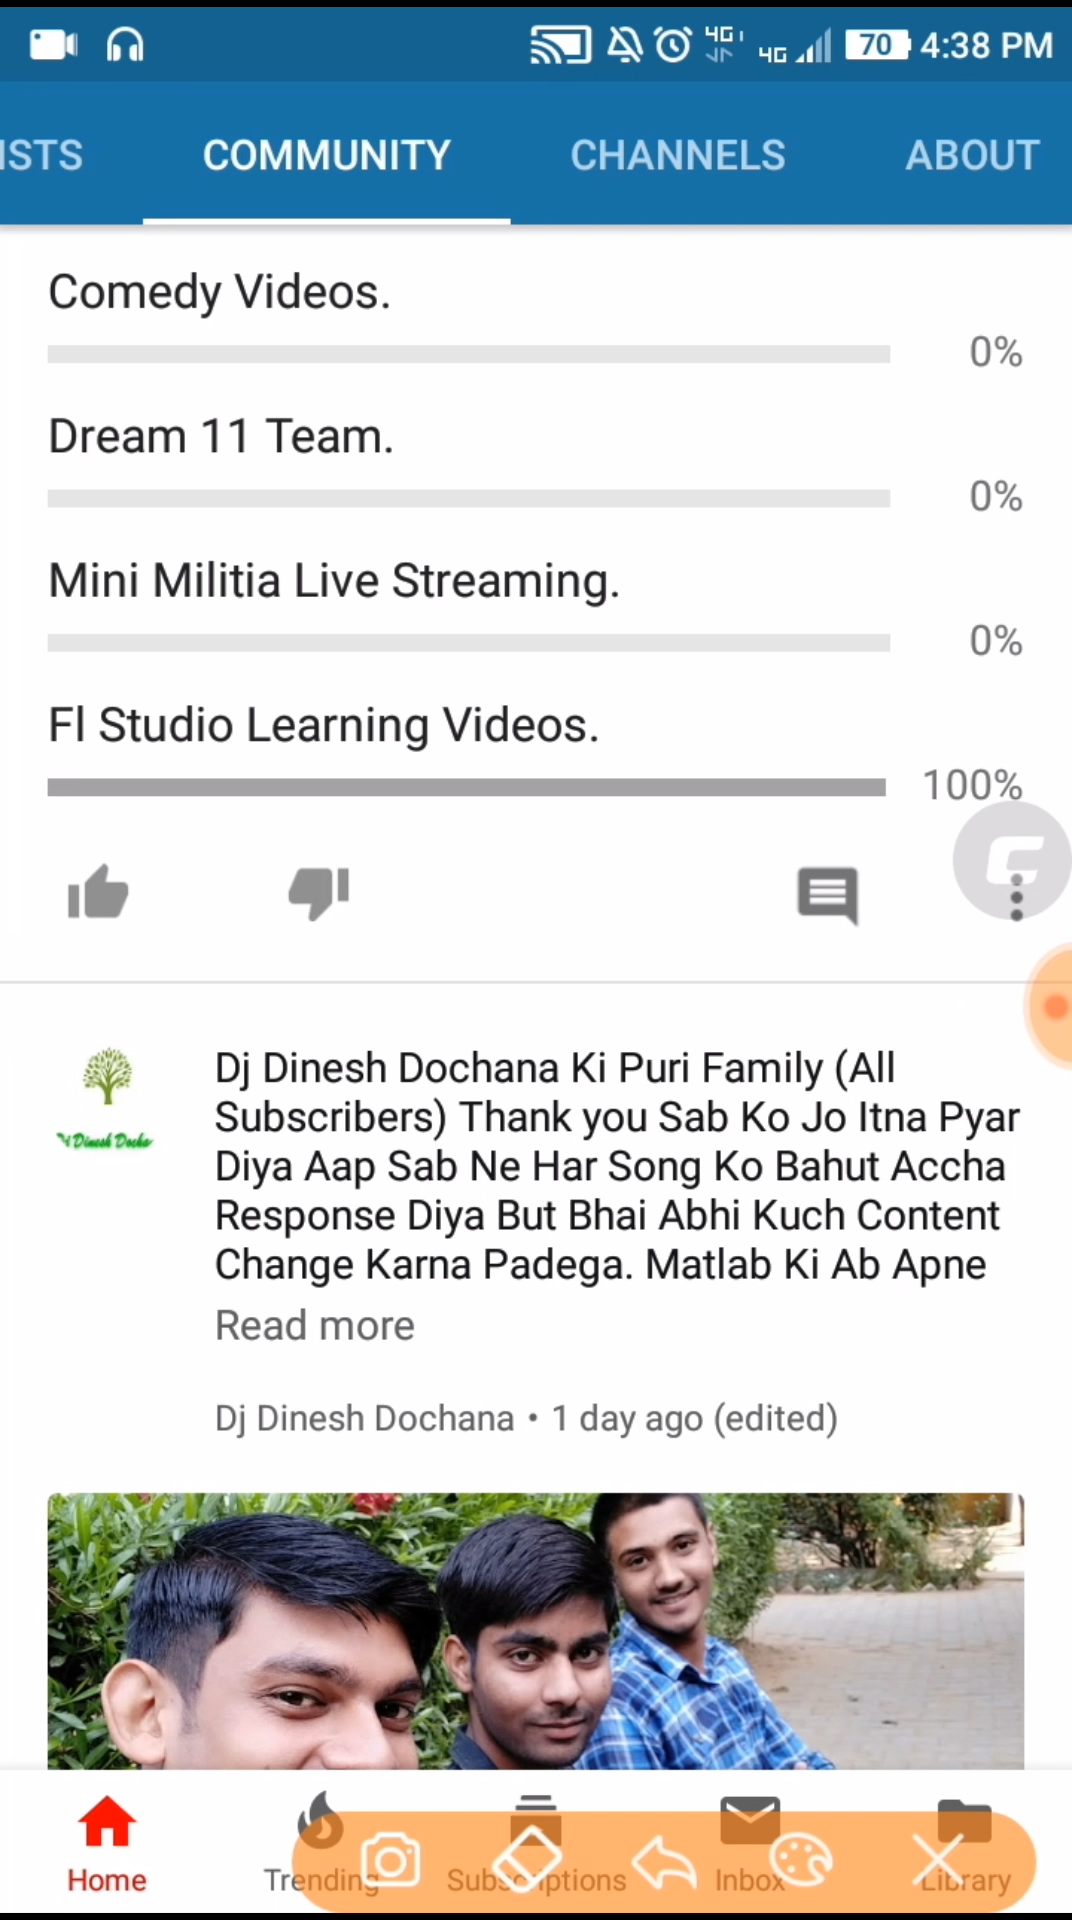 4G 4G 70 4:38 PM
ISTS COMMUNITY CHANNELS ABOUT
Comedy Videos.
0%
Dream 11 Team.
0%
Mini Militia Live Streaming.
0%
Fl Studio Learning Videos.
100%
Dj Dinesh Dochana Ki Puri Family (All
Subscribers) Thank you Sab Ko Jo Itna Pyar
Diya Aap Sab Ne Har Song Ko Bahut Accha
Response Diya But Bhai Abhi Kuch Content
Change Karna Padega. Matlab Ki Ab Apne
Read more
Dj Dinesh Dochana • 1 day ago (edited)
Home Trending Subscriptions Inbox Library